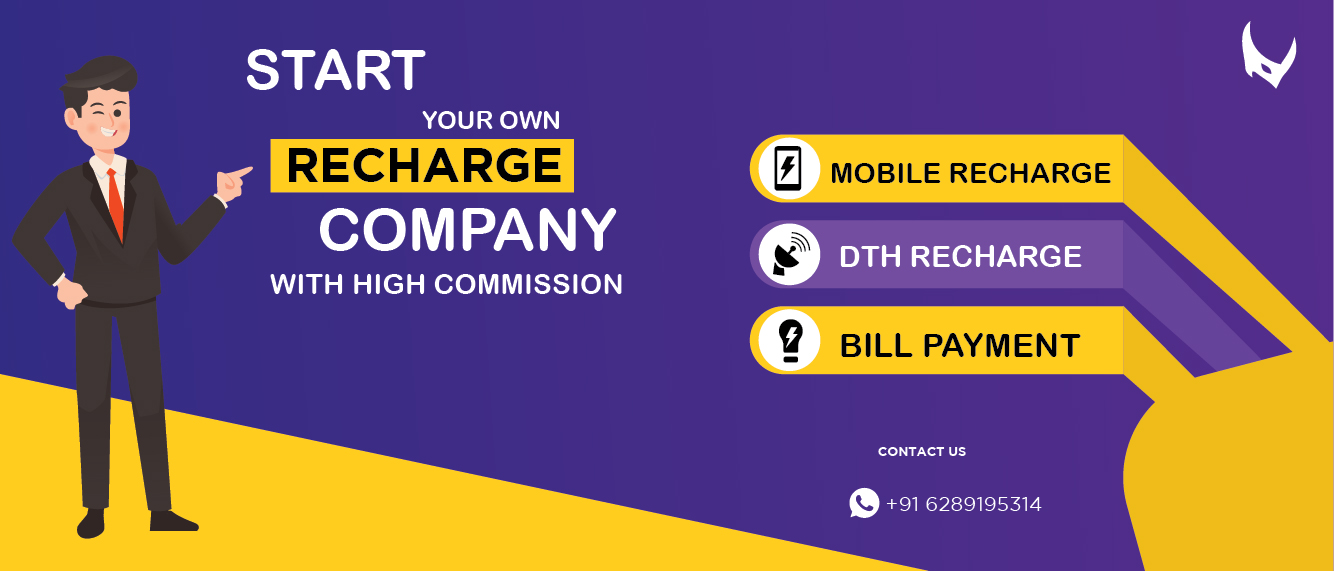 START
YOUR OWN
RECHARGE
COMPANY
WITH HIGH COMMISSION
MOBILE RECHARGE
DTH RECHARGE
BILL PAYMENT
CONTACT US
+91 6289195314